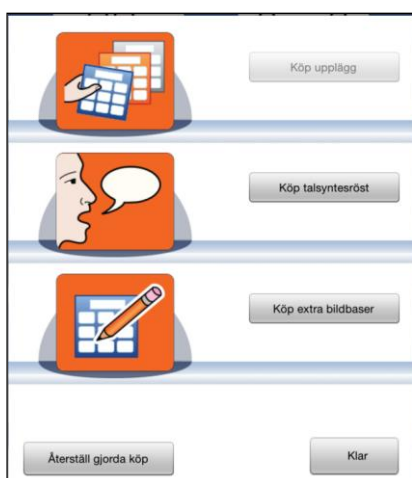 Köp upplägg
Köp talsyntesröst
Köp extra bildbaser
Återställ gjorda köp
Klar